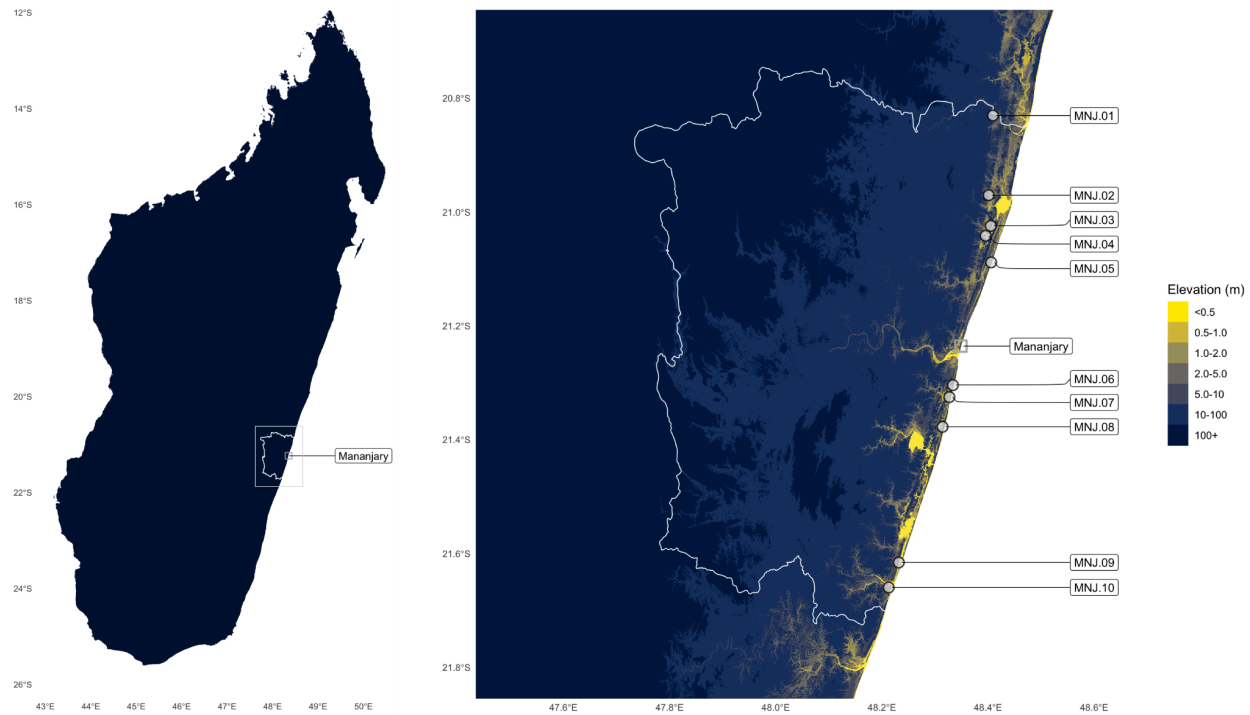 12°S
14°S
16°S
18°S
20°S
22°S
24°S
26°S
43°E 44°E 45°E 46°E 47°E 48°E 49°E 50°E
Mananjary
20.8°S
21.0°S
21.2°S
21.4°S
21.6°S
21.8°S
47.6°E 47.8°E 48.0°E 48.2°E 48.4°E 48.6°E
MNJ.01
MNJ.02
MNJ.03
MNJ.04
MNJ.05
Mananjary
MNJ.06
MNJ.07
MNJ.08
MNJ.09
MNJ.10
Elevation (m)
<0.5
0.5-1.0
1.0-2.0
2.0-5.0
5.0-10
10-100
100+